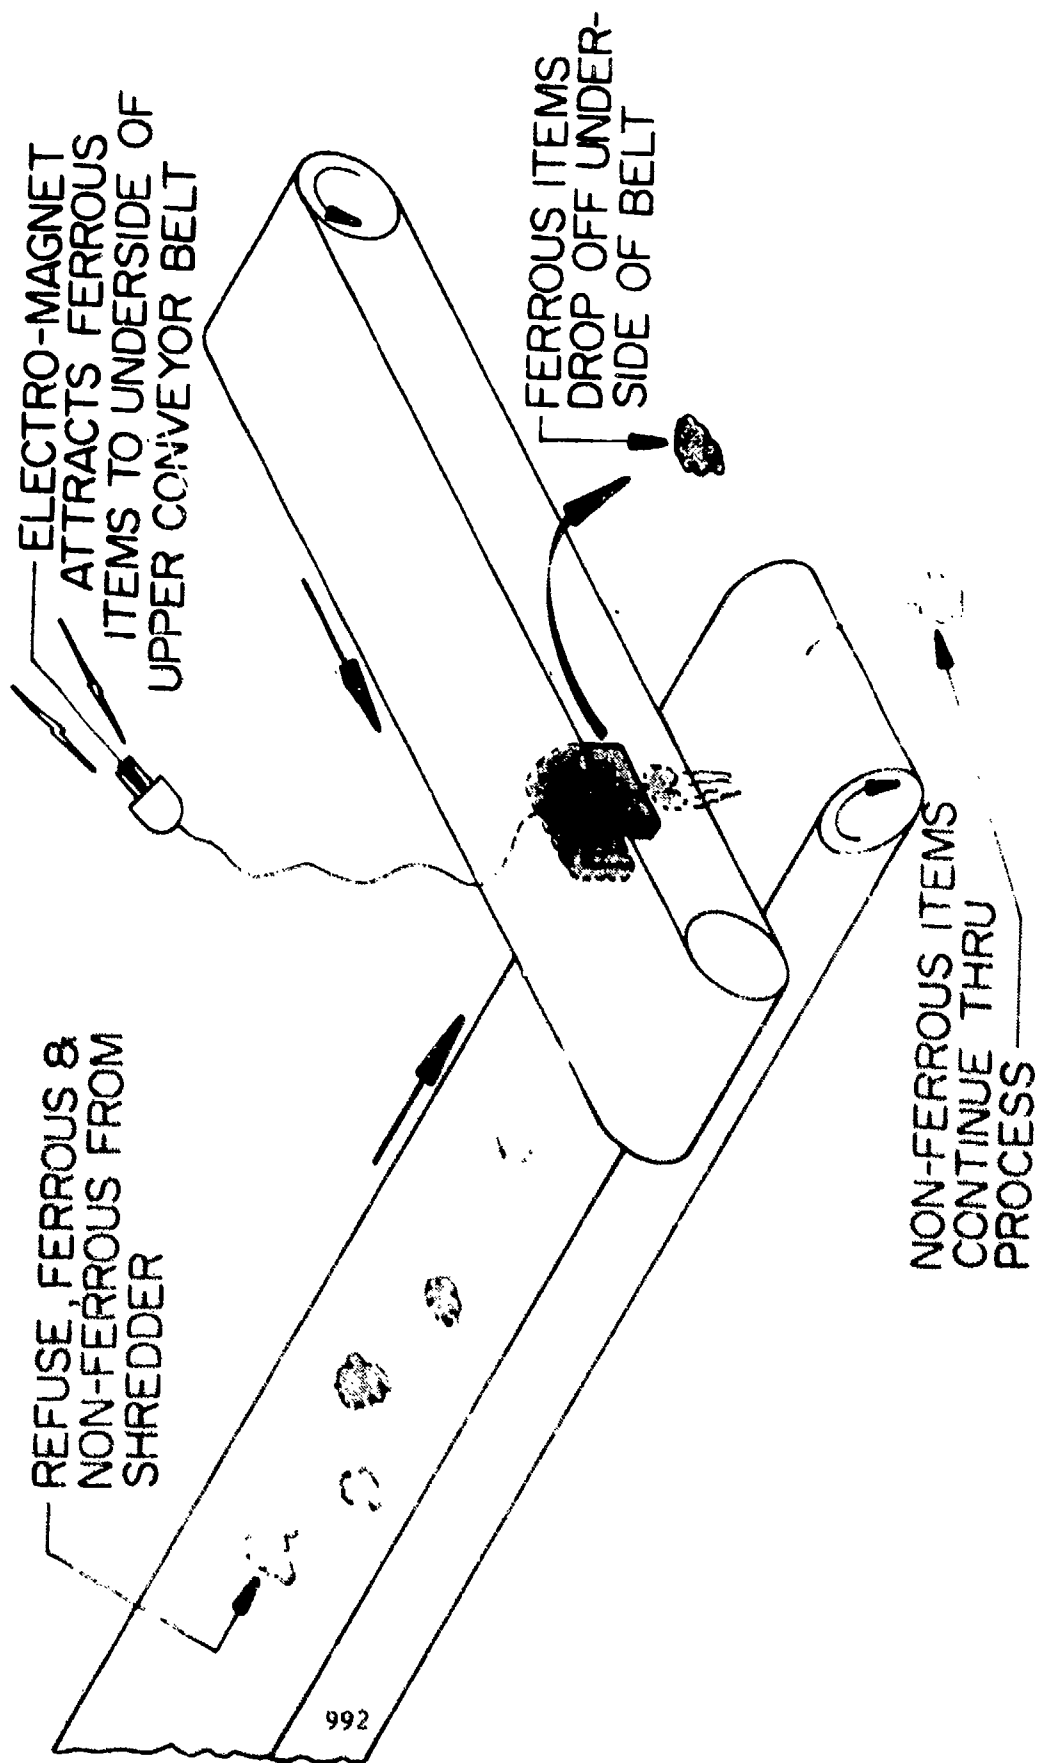 REFUSE, FERROUS &
NON-FERROUS FROM
SHREDDER
ELECTRO-MAGNET
ATTRACTS FERROUS
ITEMS TO UNDERSIDE OF
UPPER CONVEYOR BELT
FERROUS ITEMS
DROP OFF UNDER-
SIDE OF BELT
NON-FERROUS ITEMS
CONTINUE THRU
PROCESS
992